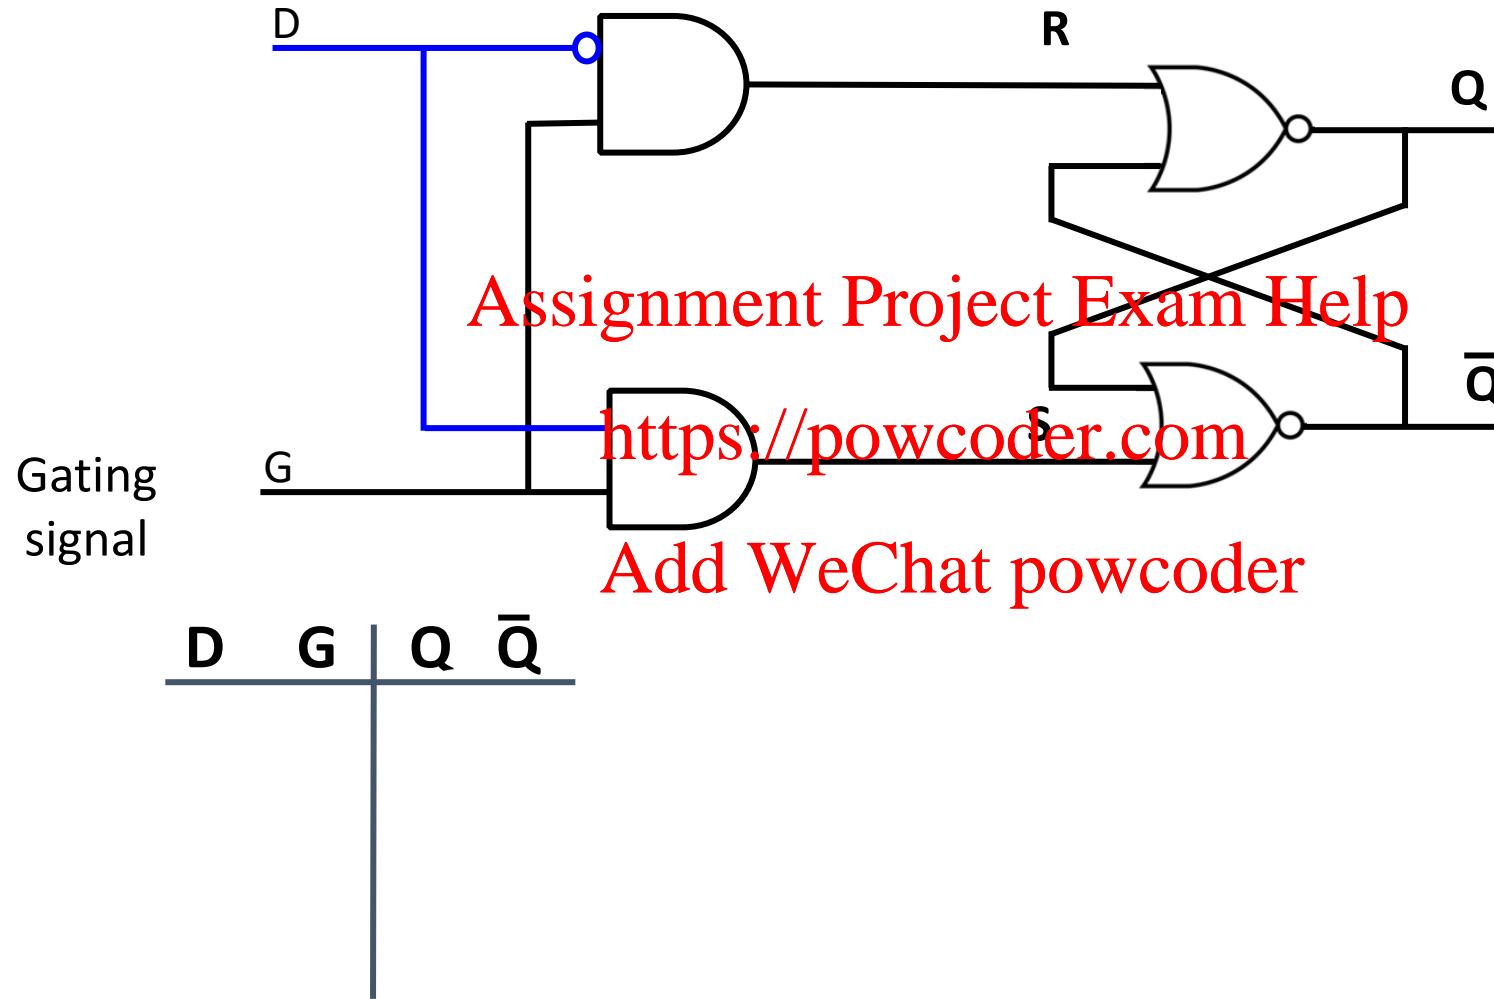 D
R
Q
Assignment Project Exam Help
Q̅
https://powcoder.com
S
G
Gating
signal
Add WeChat powcoder
D G Q Q̅